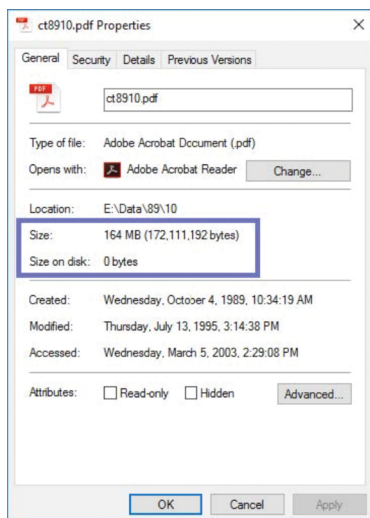 ct8910.pdf Properties
General Security Details Previous Versions
PDF
ct8910.pdf
Type of file: Adobe Acrobat Document (.pdf)
Opens with: Adobe Acrobat Reader Change...
Location: E:\Data\89\10
Size: 164 MB (172,111,192 bytes)
Size on disk: 0 bytes
Created: Wednesday, October 4, 1989, 10:34:19 AM
Modified: Thursday, July 13, 1995, 3:14:38 PM
Accessed: Wednesday, March 5, 2003, 2:29:08 PM
Attributes: Read-only Hidden Advanced...
OK Cancel Apply